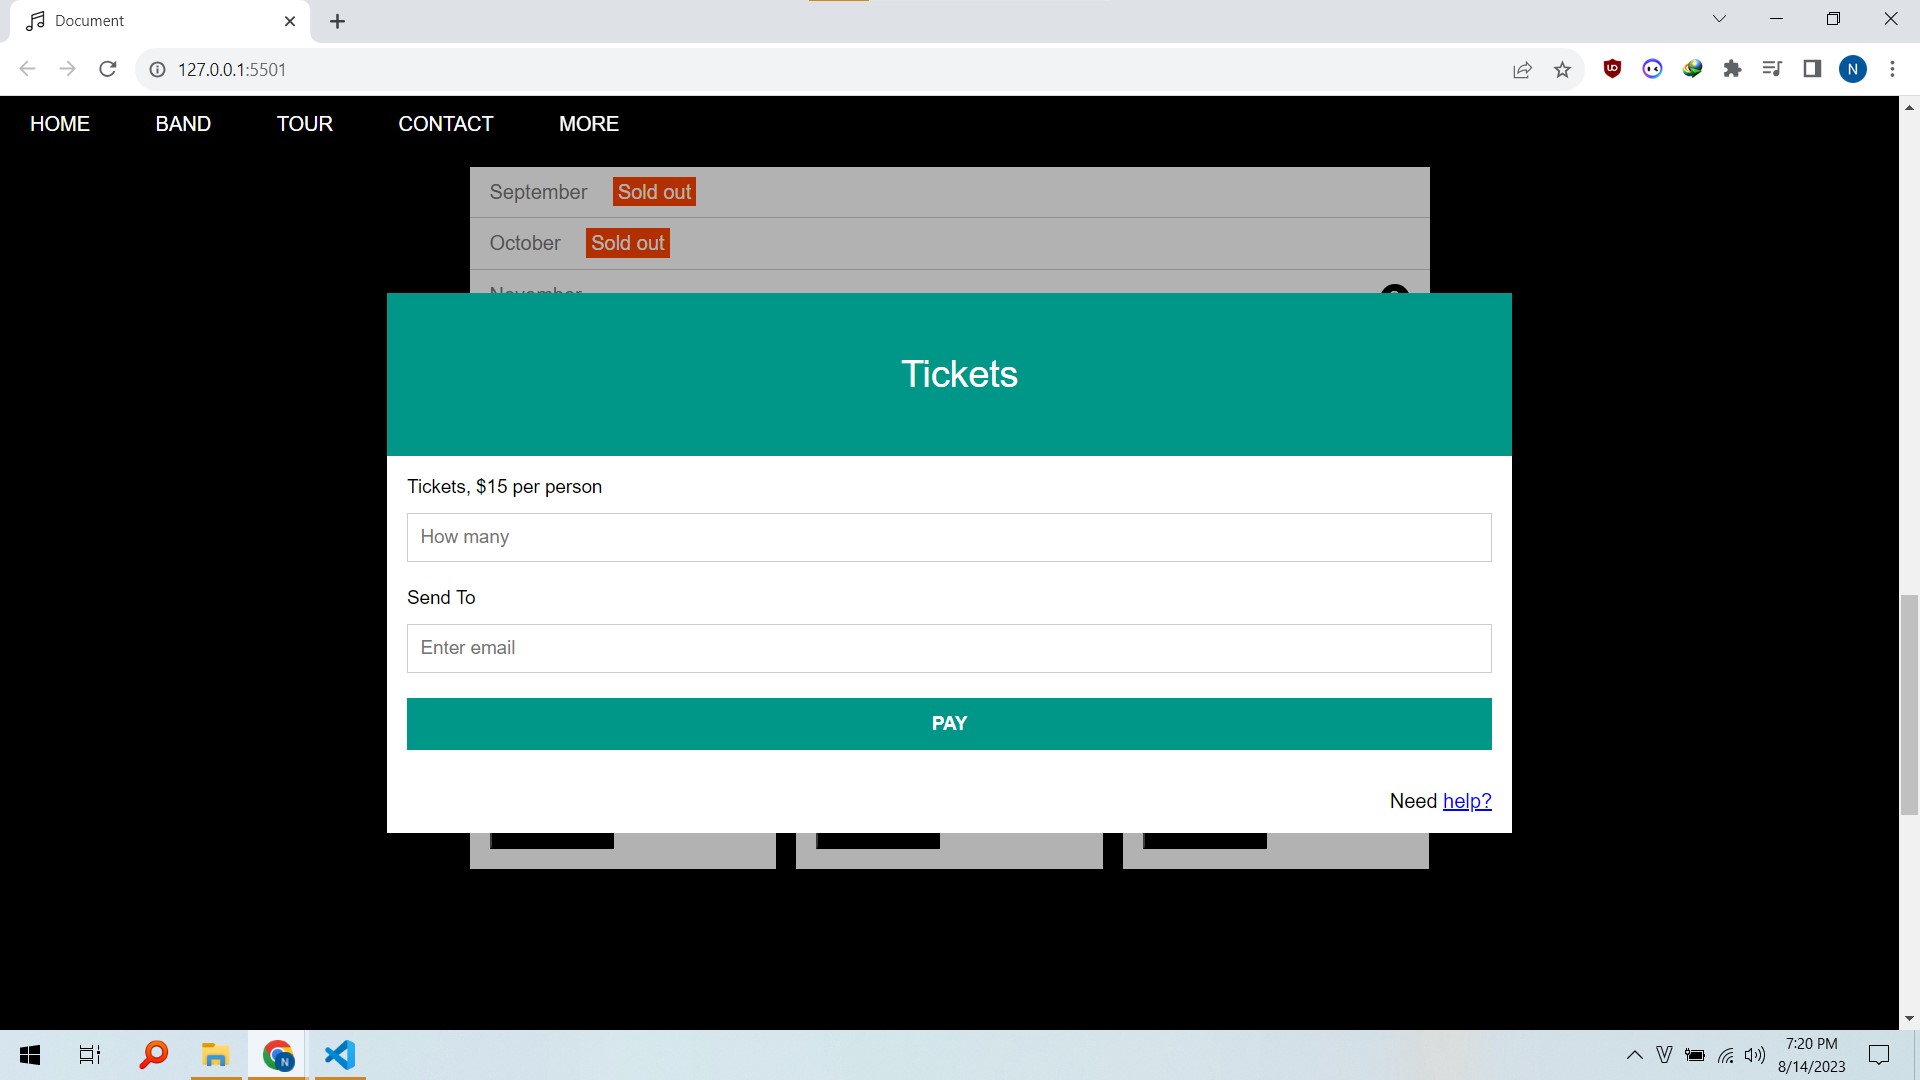 Document
127.0.0.1:5501
N
HOME BAND TOUR CONTACT MORE
September Sold out
October Sold out
November
Tickets
Tickets, $15 per person
How many
Send To
Enter email
PAY
Need help?
7:20 PM
8/14/2023